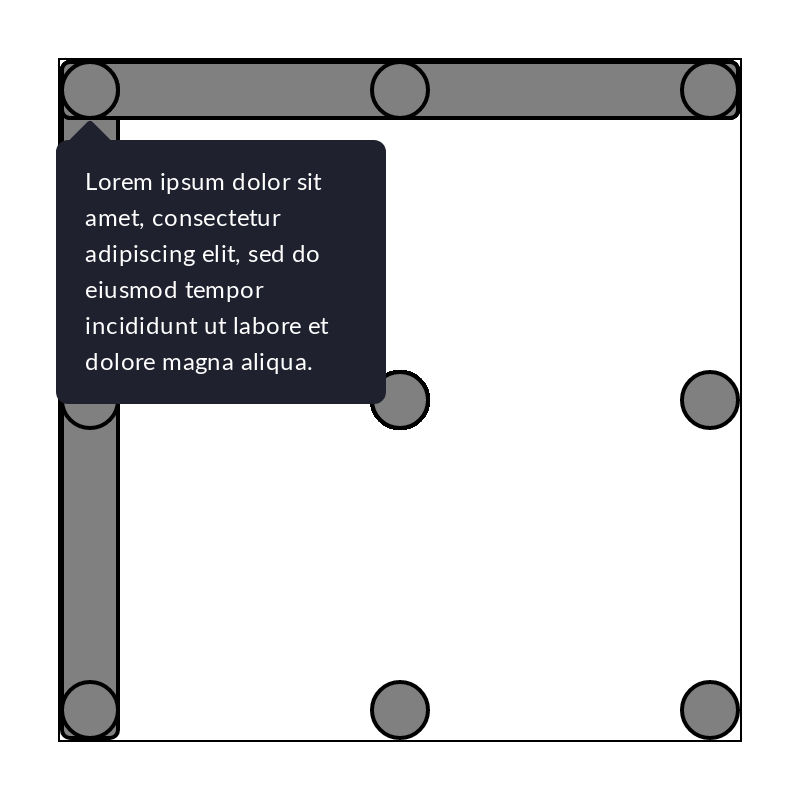 Lorem ipsum dolor sit
amet, consectetur
adipiscing elit, sed do
eiusmod tempor
incididunt ut labore et
dolore magna aliqua.